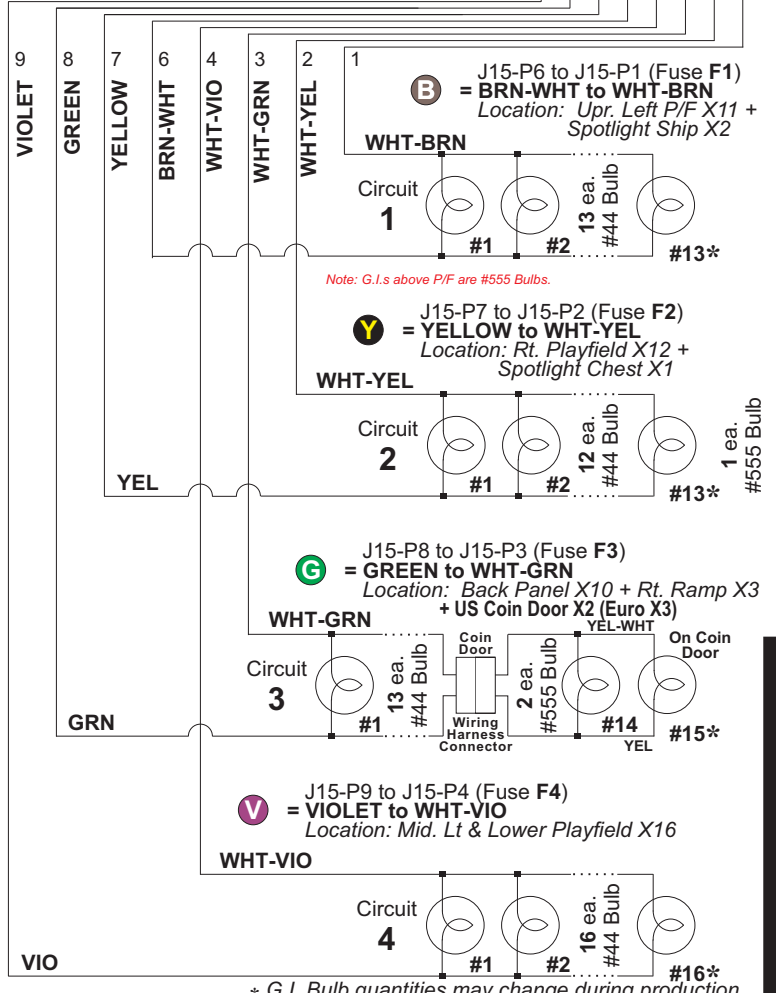 9 8 7 6 4 3 2 1
VIOLET
GREEN
YELLOW
BRN-WHT
WHT-VIO
WHT-GRN
WHT-YEL
B
J15-P6 to J15-P1 (Fuse F1)
= BRN-WHT to WHT-BRN
Location: Upr. Left P/F X11 +
Spotlight Ship X2
WHT-BRN
Circuit
1
13 ea.
#44 Bulb
#1 #2 #13*
Note: G.I.s above P/F are #555 Bulbs.
Y
J15-P7 to J15-P2 (Fuse F2)
= YELLOW to WHT-YEL
Location: Rt. Playfield X12 +
Spotlight Chest X1
WHT-YEL
Circuit
2
12 ea.
#44 Bulb
1 ea.
#555 Bulb
YEL
#1 #2 #13*
G
J15-P8 to J15-P3 (Fuse F3)
= GREEN to WHT-GRN
Location: Back Panel X10 + Rt. Ramp X3
+ US Coin Door X2 (Euro X3)
WHT-GRN
YEL-WHT
Circuit
3
13 ea.
#44 Bulb
Coin
Door
Wiring
Harness
Connector
2 ea.
#555 Bulb
On Coin
Door
GRN
#1 #14 #15*
YEL
V
J15-P9 to J15-P4 (Fuse F4)
= VIOLET to WHT-VIO
Location: Mid. Lt & Lower Playfield X16
WHT-VIO
Circuit
4
16 ea.
#44 Bulb
VIO
#1 #2 #16*
* G.I. Bulb quantities may change during production